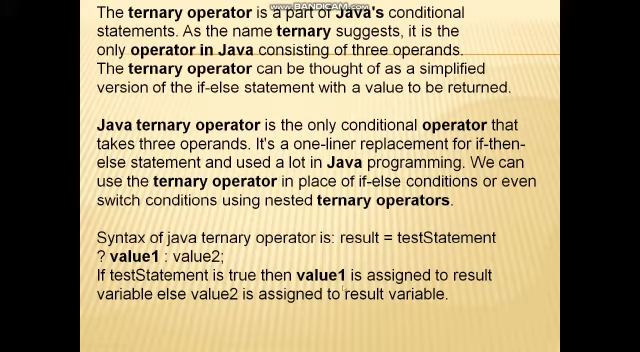 www.BANDICAM.com
The ternary operator is a part of Java's conditional
statements. As the name ternary suggests, it is the
only operator in Java consisting of three operands.
The ternary operator can be thought of as a simplified
version of the if-else statement with a value to be returned.
Java ternary operator is the only conditional operator that
takes three operands. It's a one-liner replacement for if-then-
else statement and used a lot in Java programming. We can
use the ternary operator in place of if-else conditions or even
switch conditions using nested ternary operators.
Syntax of java ternary operator is: result = testStatement
? value1 : value2;
If testStatement is true then value1 is assigned to result
variable else value2 is assigned to result variable.